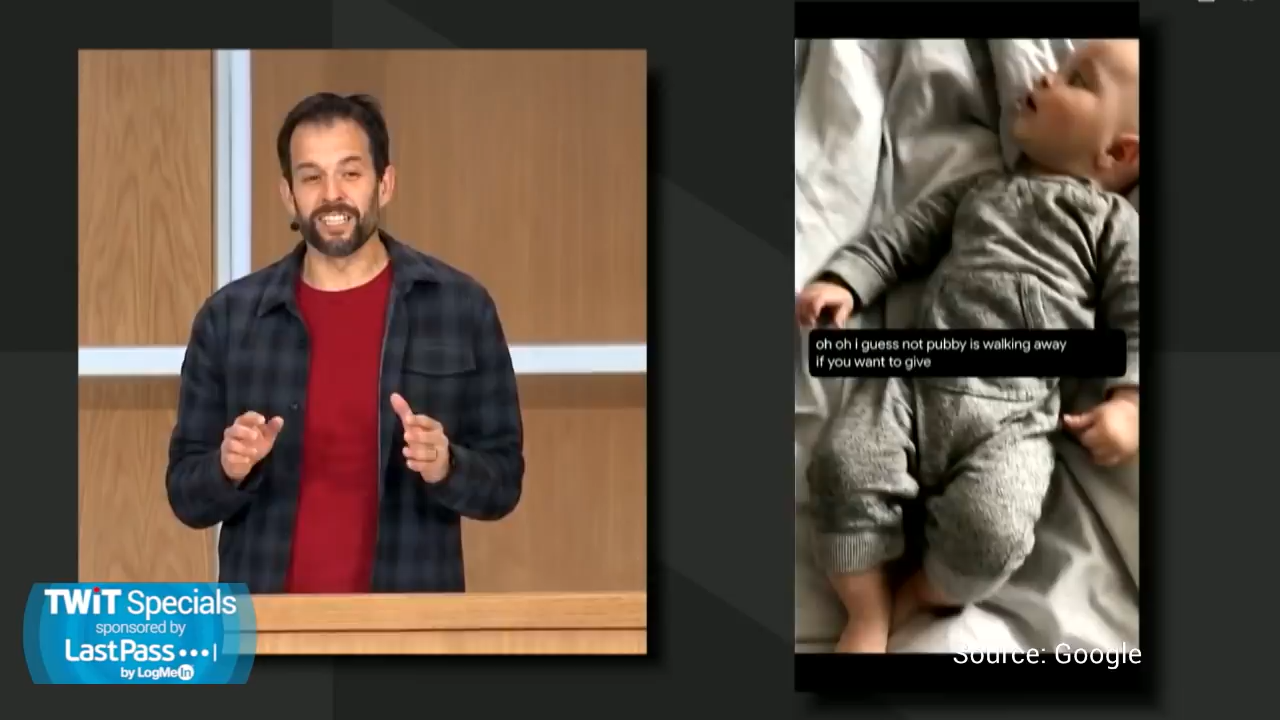 oh oh i guess not pubby is walking away
if you want to give
TWiT Specials
sponsored by
LastPass •••|
by LogMeIn
Source: Google